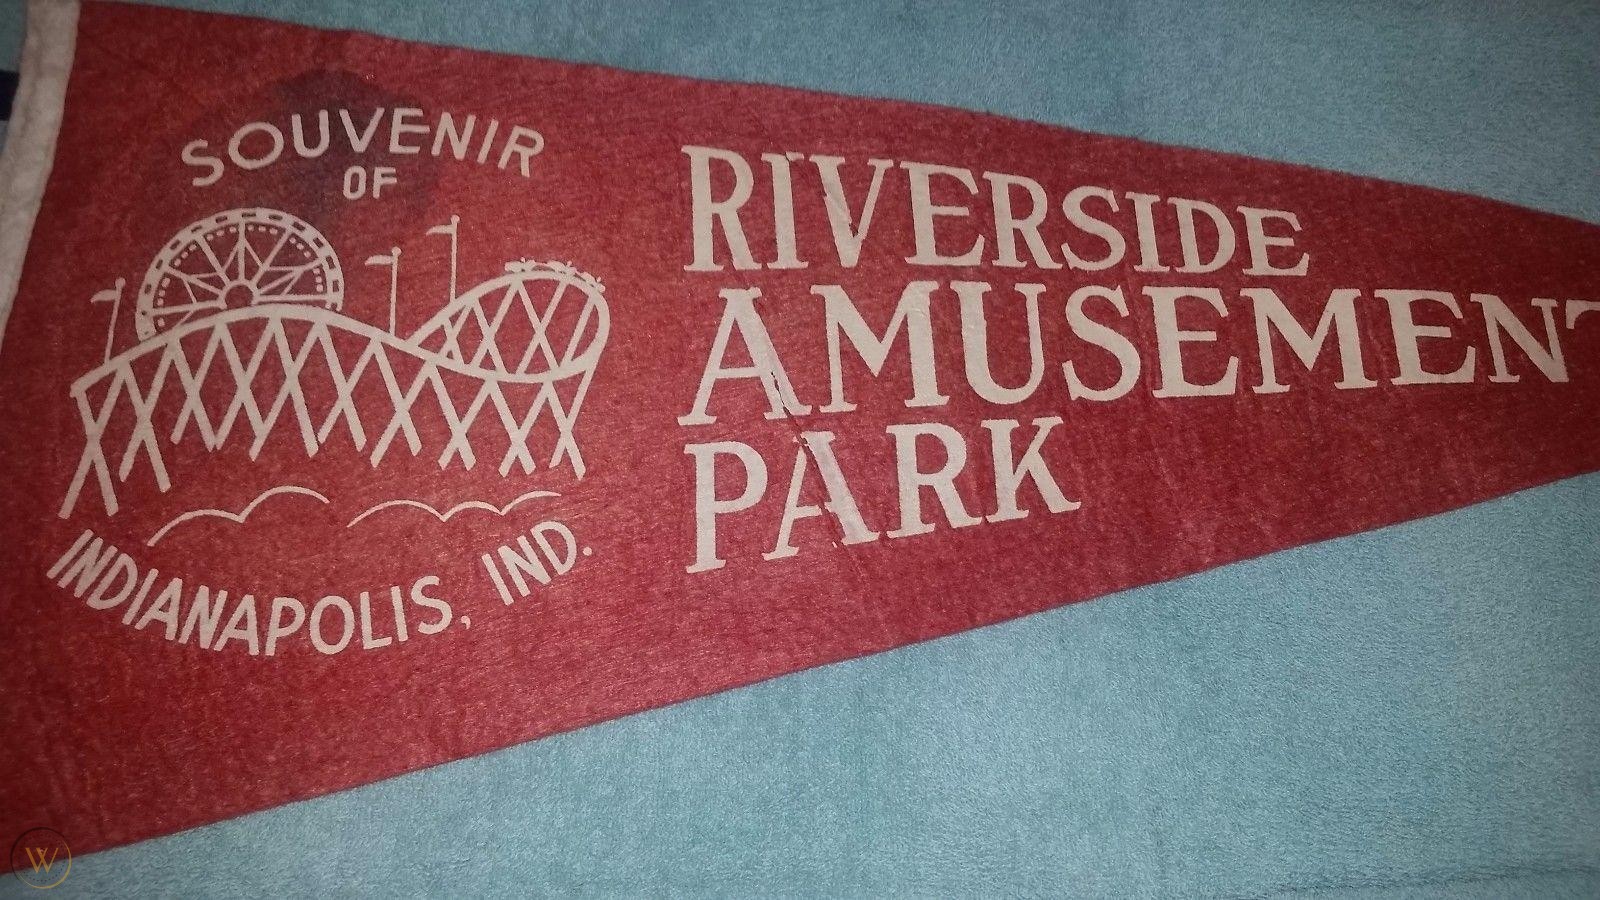 SOUVENIR
OF
INDIANAPOLIS, IND.
RIVERSIDE
AMUSEMENT
PARK
W